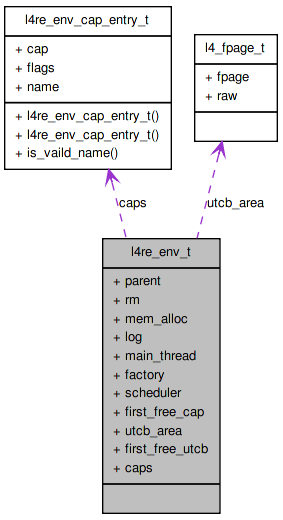 l4re_env_cap_entry_t
+ cap
+ flags
+ name
+ l4re_env_cap_entry_t()
+ l4re_env_cap_entry_t()
+ is_vaild_name()
l4_fpage_t
+ fpage
+ raw
caps
utcb_area
l4re_env_t
+ parent
+ rm
+ mem_alloc
+ log
+ main_thread
+ factory
+ scheduler
+ first_free_cap
+ utcb_area
+ first_free_utcb
+ caps